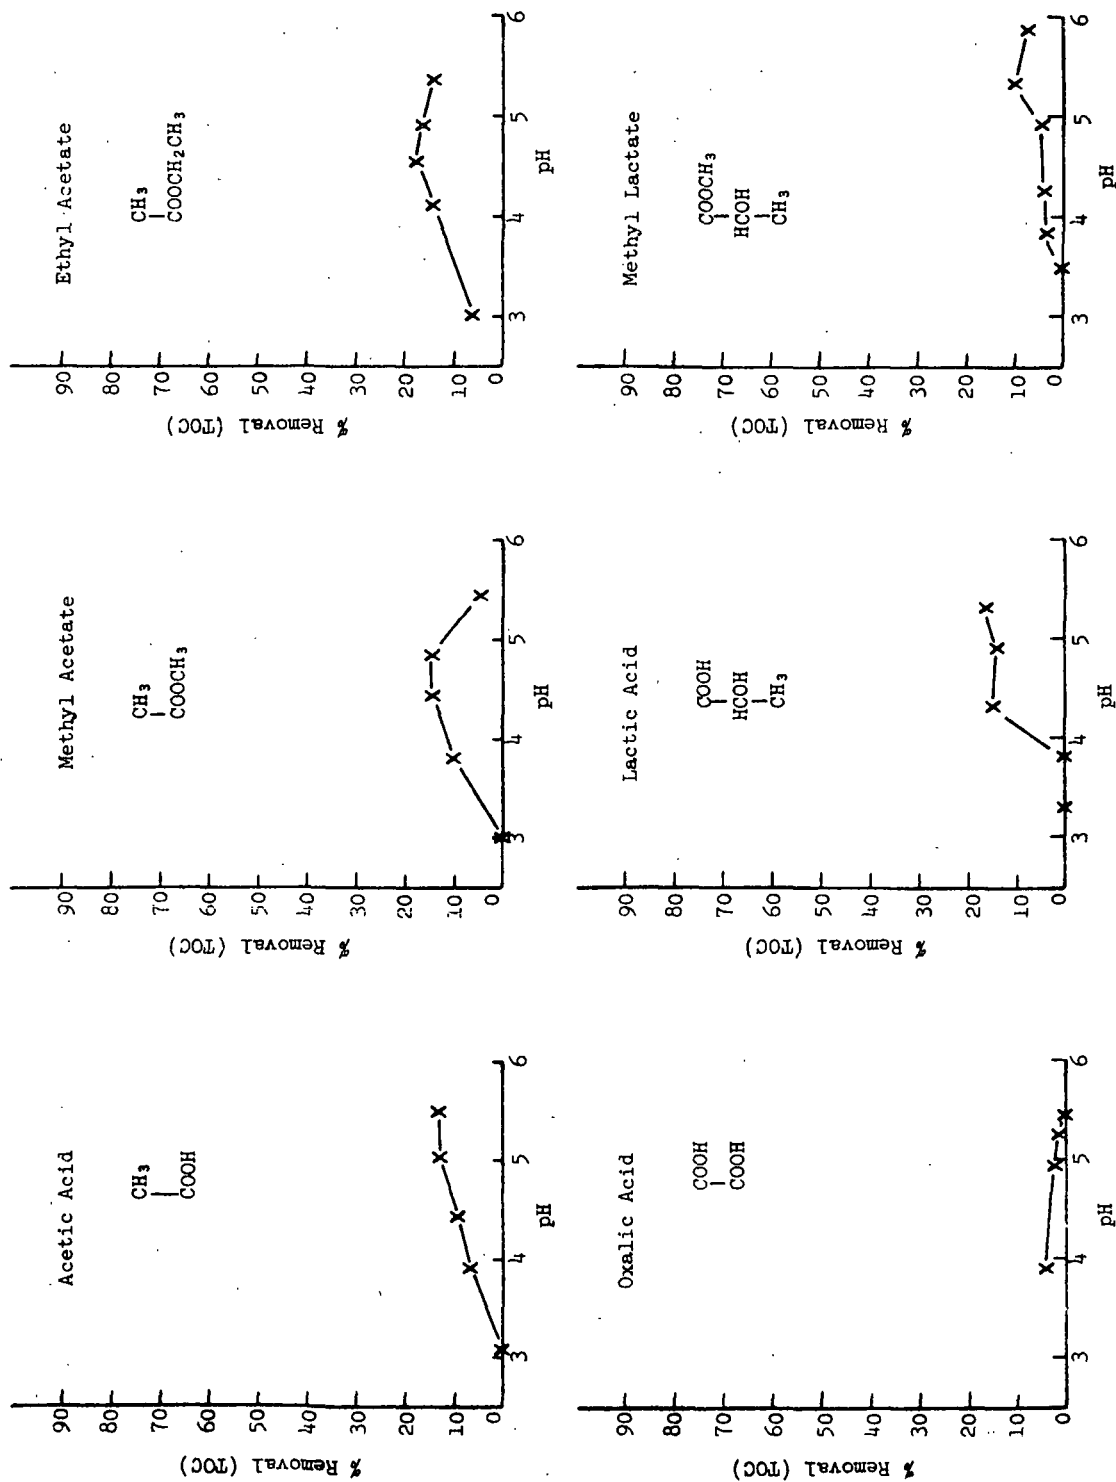 Acetic Acid
CH3
COOH
90
80
70
60
50
40
30
20
10
0
% Removal (TOC)
3
4
5
6
pH
Methyl Acetate
CH3
COOCH3
90
80
70
60
50
40
30
20
10
0
% Removal (TOC)
3
4
5
6
pH
Ethyl Acetate
CH3
COOCH2CH3
90
80
70
60
50
40
30
20
10
0
% Removal (TOC)
3
4
5
6
pH
Oxalic Acid
COOH
COOH
90
80
70
60
50
40
30
20
10
0
% Removal (TOC)
3
4
5
6
pH
Lactic Acid
COOH
HCOH
CH3
90
80
70
60
50
40
30
20
10
0
% Removal (TOC)
3
4
5
6
pH
Methyl Lactate
COOCH3
HCOH
CH3
90
80
70
60
50
40
30
20
10
0
% Removal (TOC)
3
4
5
6
pH